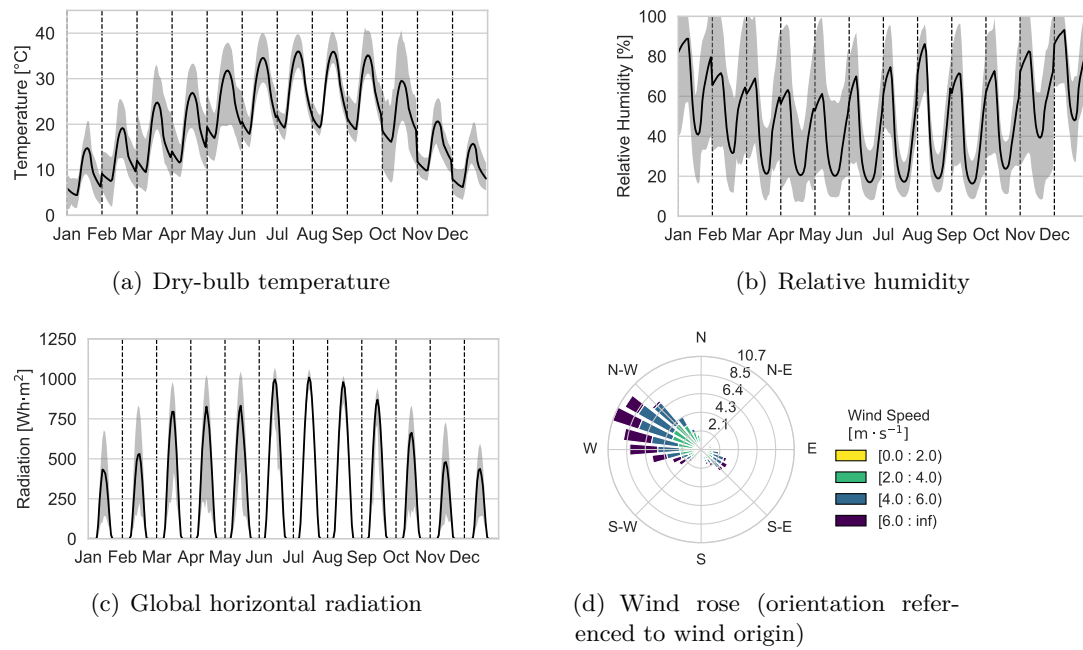 Temperature [°C]
40
30
20
10
0
Jan Feb Mar Apr May Jun Jul Aug Sep Oct Nov Dec
(a) Dry-bulb temperature
Relative Humidity [%]
100
80
60
40
20
0
Jan Feb Mar Apr May Jun Jul Aug Sep Oct Nov Dec
(b) Relative humidity
Radiation [Wh·m²]
1250
1000
750
500
250
0
Jan Feb Mar Apr May Jun Jul Aug Sep Oct Nov Dec
(c) Global horizontal radiation
N
N-W
N-E
W
E
S-W
S-E
S
10.7
8.5
6.4
4.3
2.1
Wind Speed
[m · s⁻¹]
[0.0 : 2.0)
[2.0 : 4.0)
[4.0 : 6.0)
[6.0 : inf)
(d) Wind rose (orientation refer-
enced to wind origin)